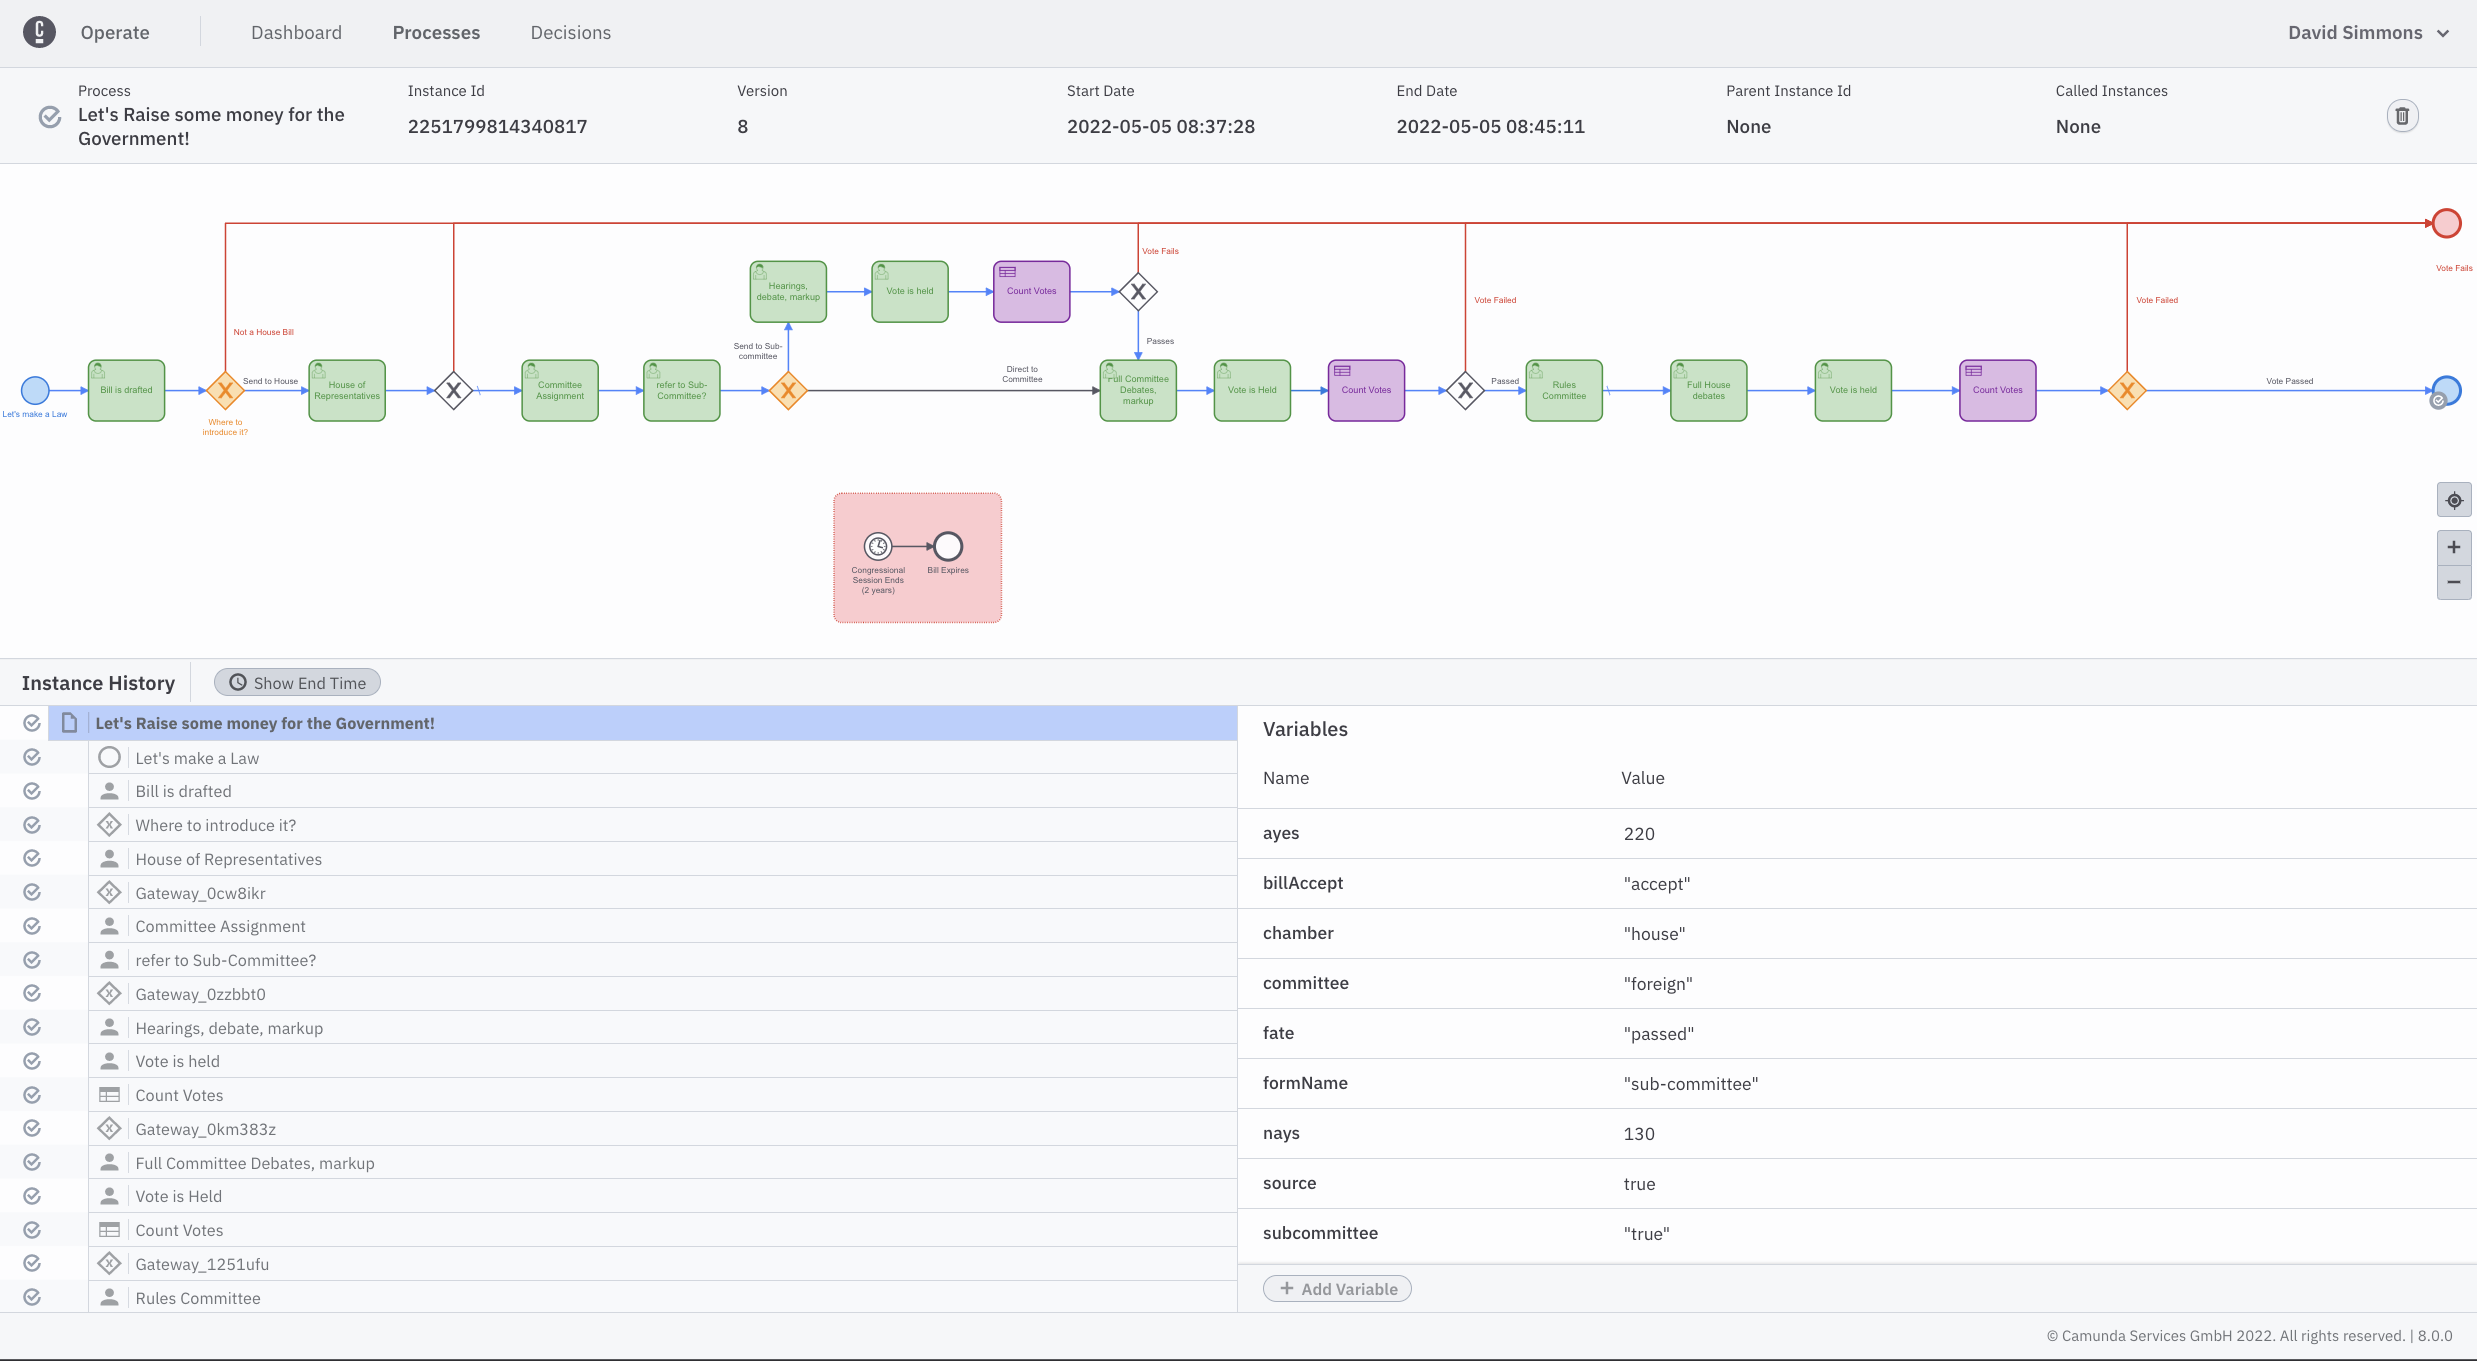 Operate
Dashboard
Processes
Decisions
David Simmons
Process
Let's Raise some money for the
Government!
Instance Id
2251799814340817
Version
8
Start Date
2022-05-05 08:37:28
End Date
2022-05-05 08:45:11
Parent Instance Id
None
Called Instances
None
Vote Fails
Vote Fails
Hearings,
debate, markup
Vote is held
Count Votes
Vote Failed
Vote Failed
Not a House Bill
Send to Sub-
committee
Passes
Direct to
Committee
Let's make a Law
Bill is drafted
Where to
introduce it?
Send to House
House of
Representatives
Committee
Assignment
refer to Sub-
Committee?
Full Committee
Debates,
markup
Vote is Held
Count Votes
Passed
Rules
Committee
Full House
debates
Vote is held
Count Votes
Vote Passed
Congressional
Session Ends
(2 years)
Bill Expires
Instance History
Show End Time
Let's Raise some money for the Government!
Let's make a Law
Bill is drafted
Where to introduce it?
House of Representatives
Gateway_0cw8ikr
Committee Assignment
refer to Sub-Committee?
Gateway_0zzbbt0
Hearings, debate, markup
Vote is held
Count Votes
Gateway_0km383z
Full Committee Debates, markup
Vote is Held
Count Votes
Gateway_1251ufu
Rules Committee
Variables
Name
Value
ayes
220
billAccept
"accept"
chamber
"house"
committee
"foreign"
fate
"passed"
formName
"sub-committee"
nays
130
source
true
subcommittee
"true"
+ Add Variable
© Camunda Services GmbH 2022. All rights reserved. | 8.0.0